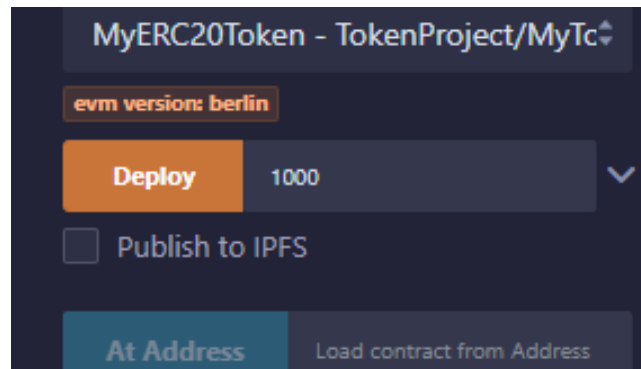 MyERC20Token - TokenProject/MyTc
evm version: berlin
Deploy 1000
Publish to IPFS
At Address Load contract from Address